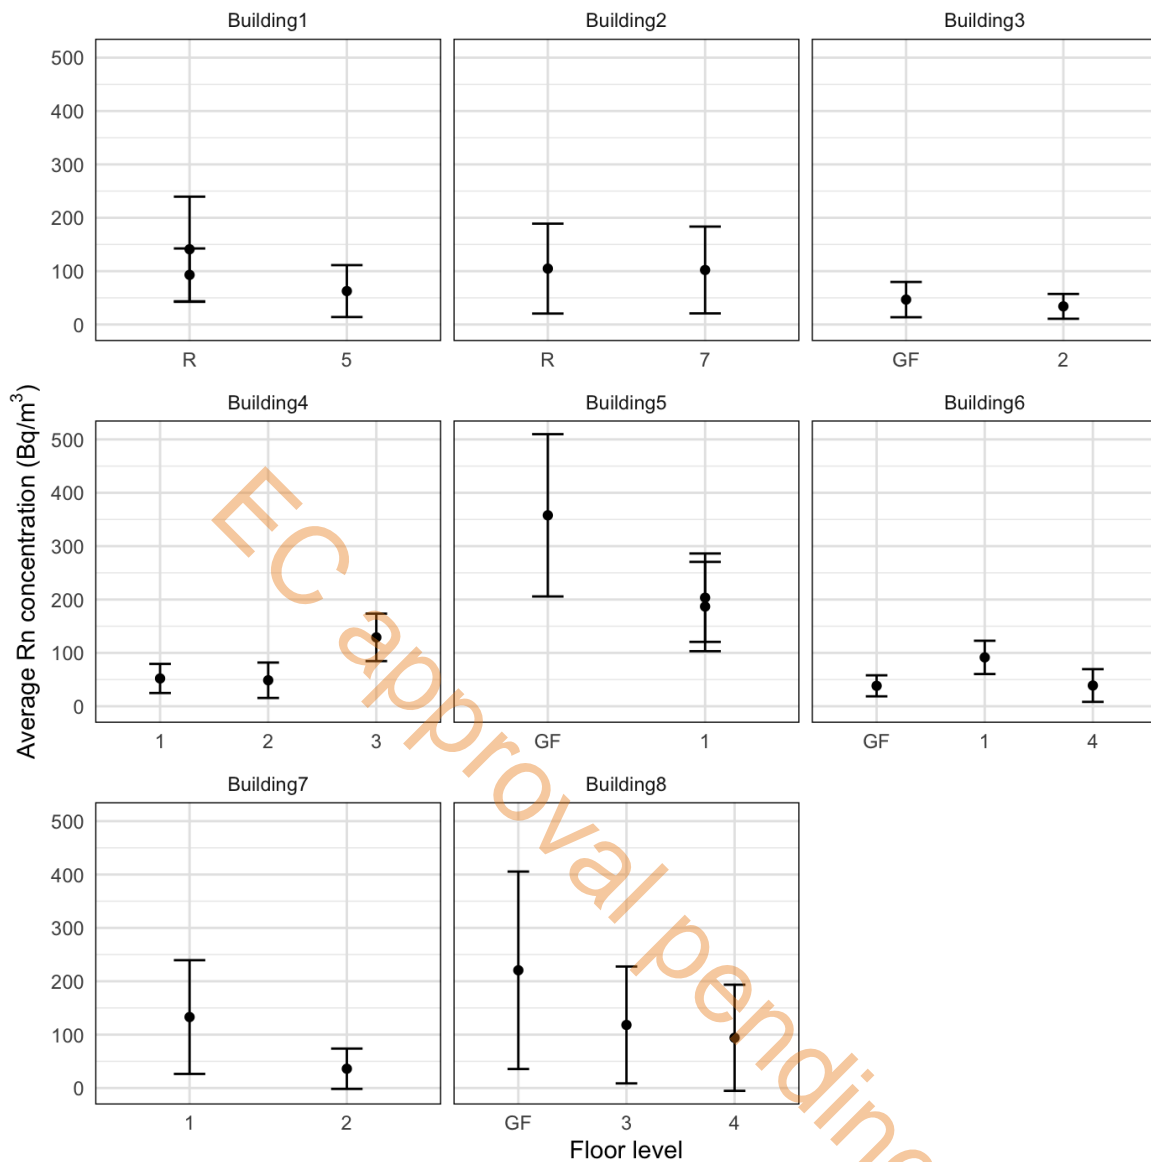 Building1 Building2 Building3
500
400
300
200
100
0
R 5 R 7 GF 2
Average Rn concentration (Bq/m³)
Building4 Building5 Building6
500
400
300
200
100
0
1 2 3 GF 1 GF 1 4
Building7 Building8
500
400
300
200
100
0
1 2 GF 3 4
Floor level
EC approval pending